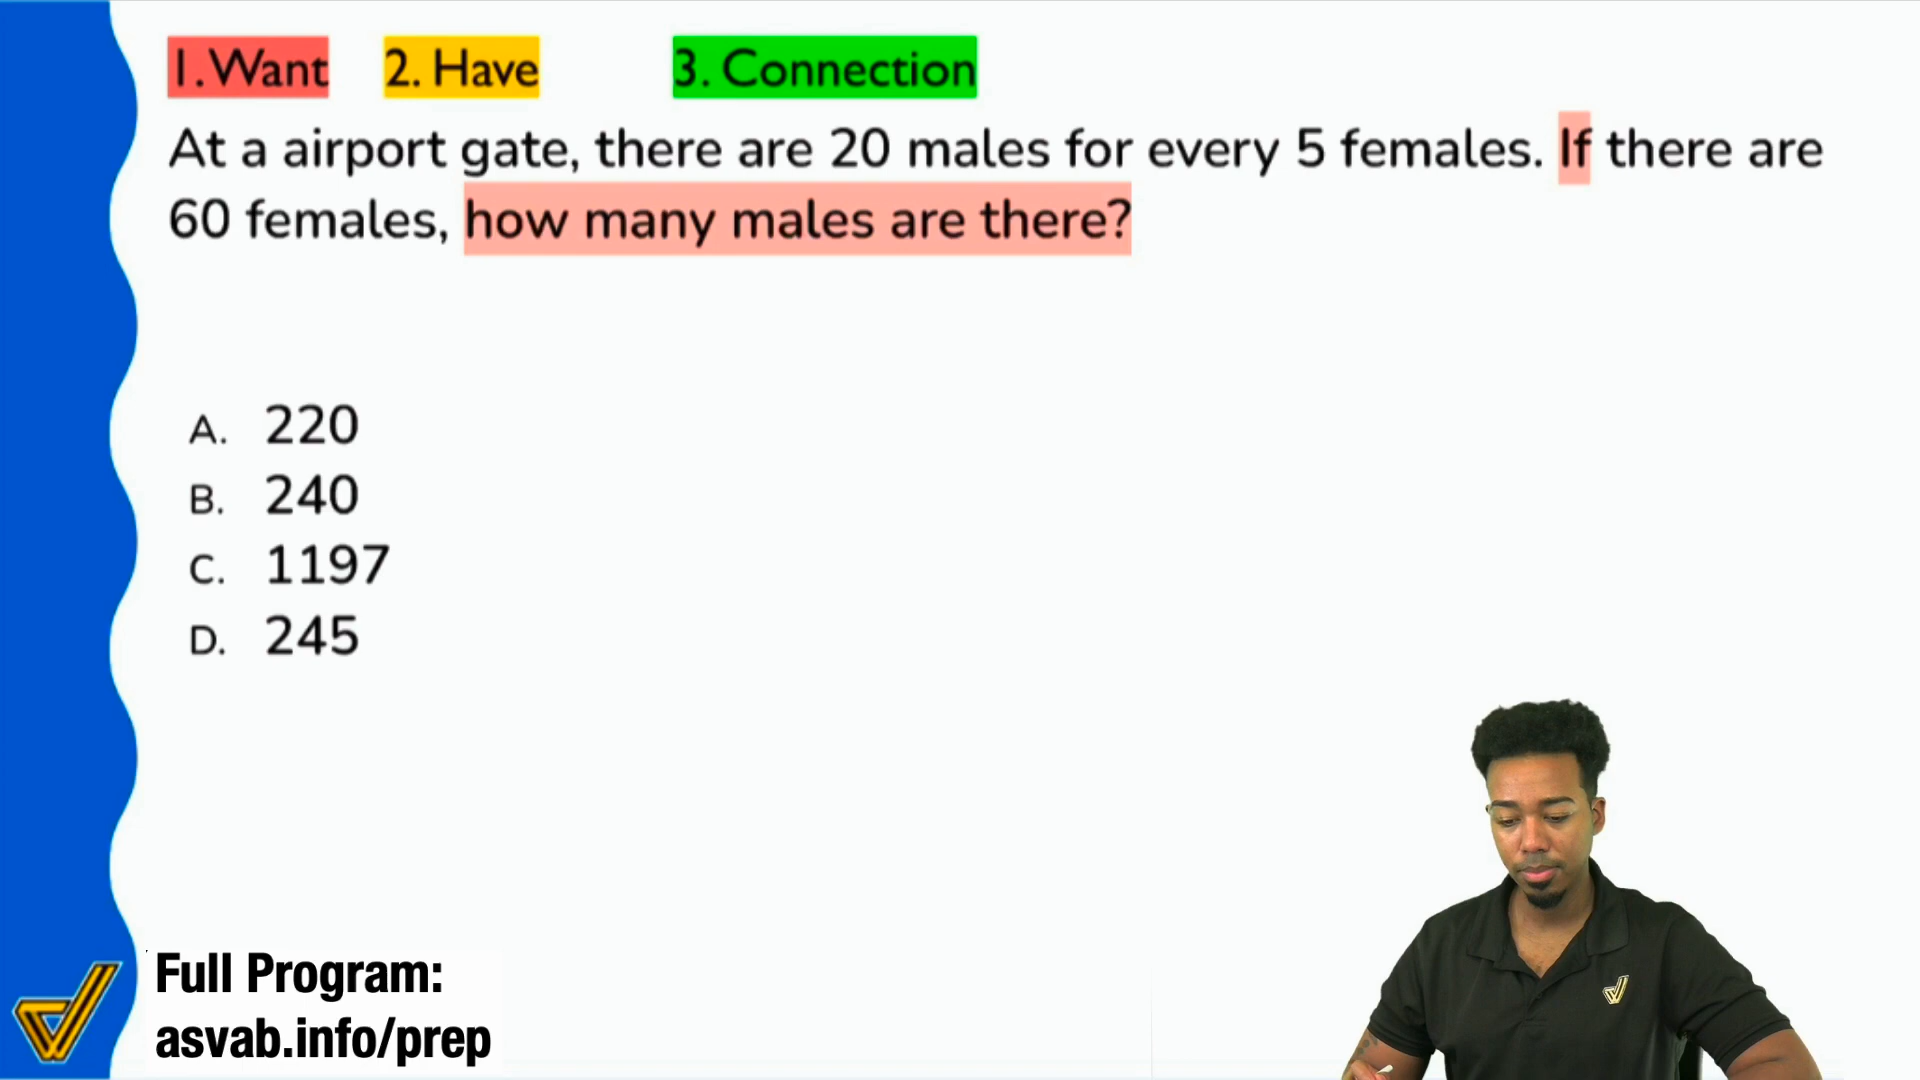 1. Want 2. Have 3. Connection
At a airport gate, there are 20 males for every 5 females. If there are
60 females, how many males are there?
A. 220
B. 240
C. 1197
D. 245
Full Program:
asvab.info/prep